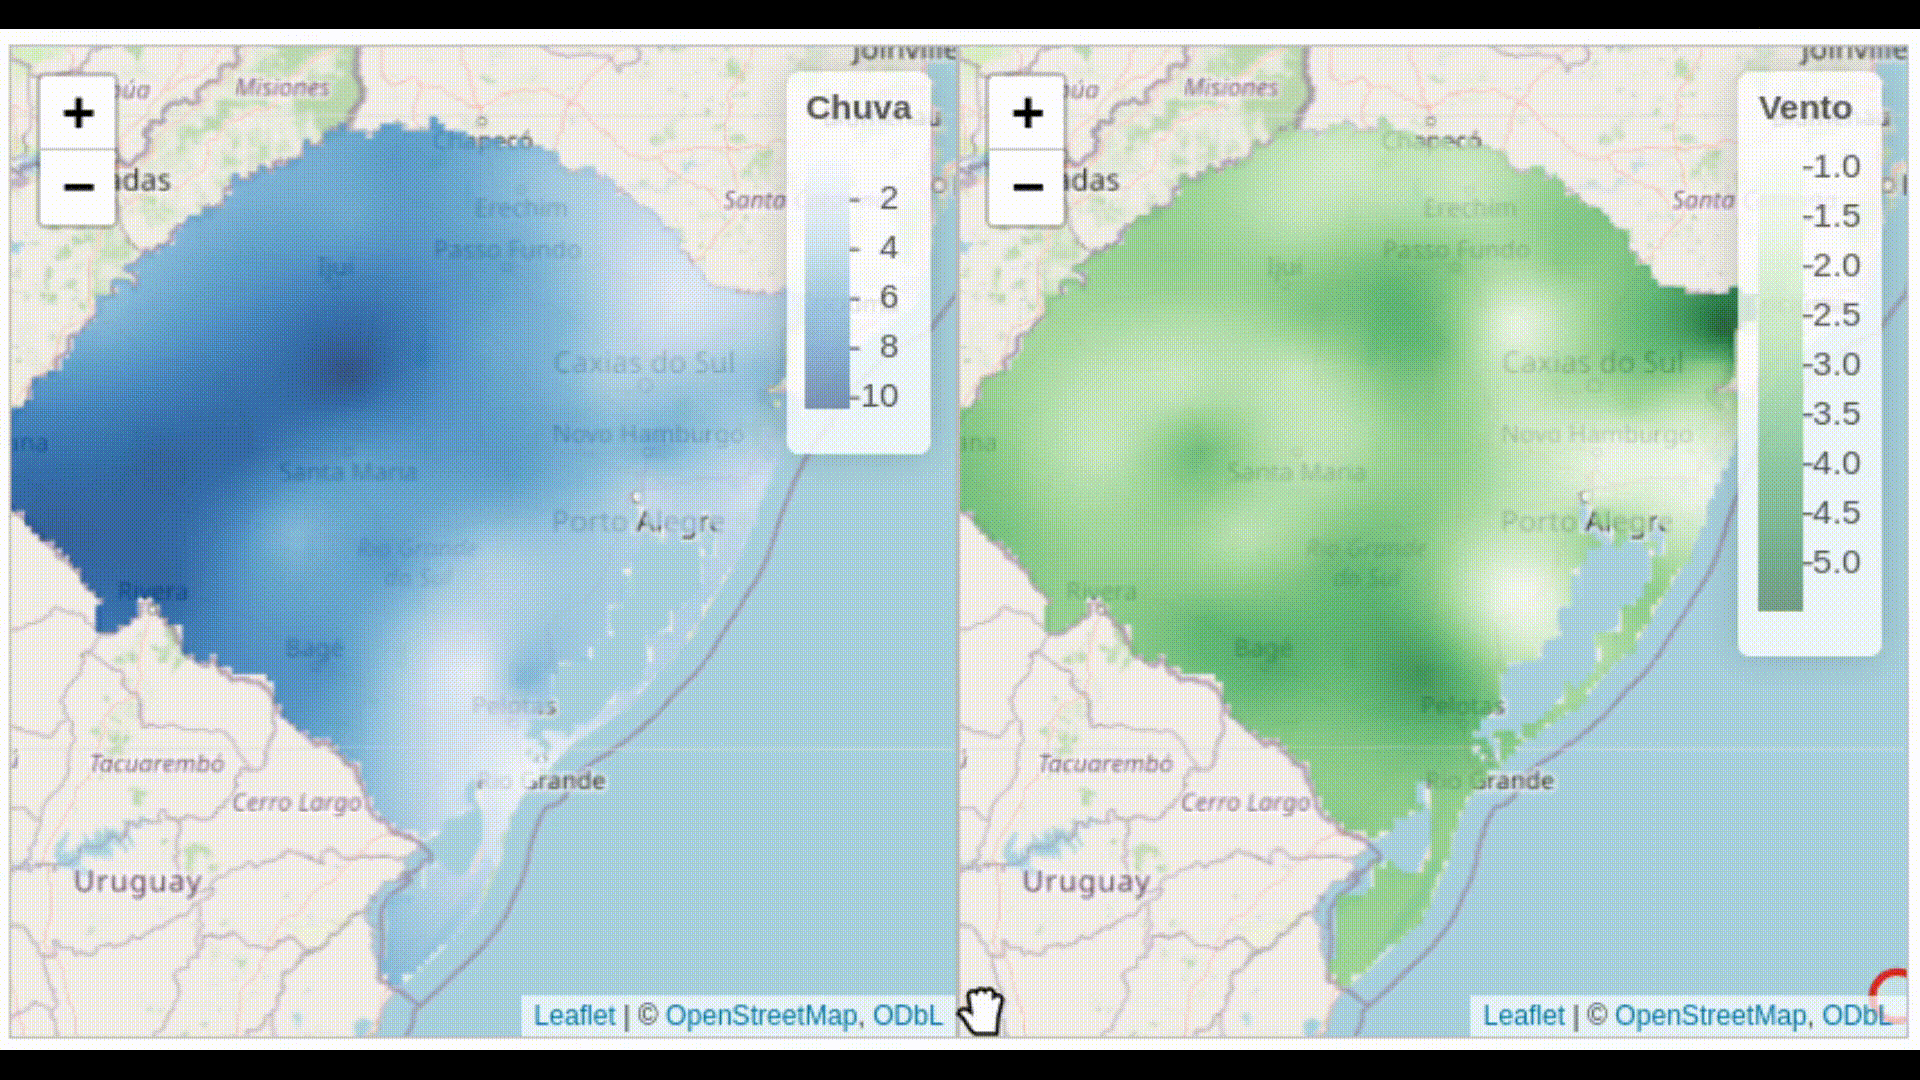 Joinville
Misiones
Chuva
+
Chapecó
2
−
adas
Santa
Erechim
4
Passo Fundo
Ijuí
6
8
Caxias do Sul
10
ana
Novo Hamburgo
Santa Maria
Porto Alegre
Rio Grande
do Sul
Rivera
Bagé
Pelotas
Tacuarembó
Rio Grande
Cerro Largo
Uruguay
Leaflet | © OpenStreetMap, ODbL
Joinville
Misiones
Vento
+
Chapecó
1.0
−
adas
Santa
1.5
Erechim
Passo Fundo
2.0
Ijuí
2.5
Caxias do Sul
3.0
3.5
ana
Novo Hamburgo
Santa Maria
4.0
4.5
Porto Alegre
Rio Grande
do Sul
5.0
Rivera
Bagé
Pelotas
Tacuarembó
Rio Grande
Cerro Largo
Uruguay
Leaflet | © OpenStreetMap, ODbL